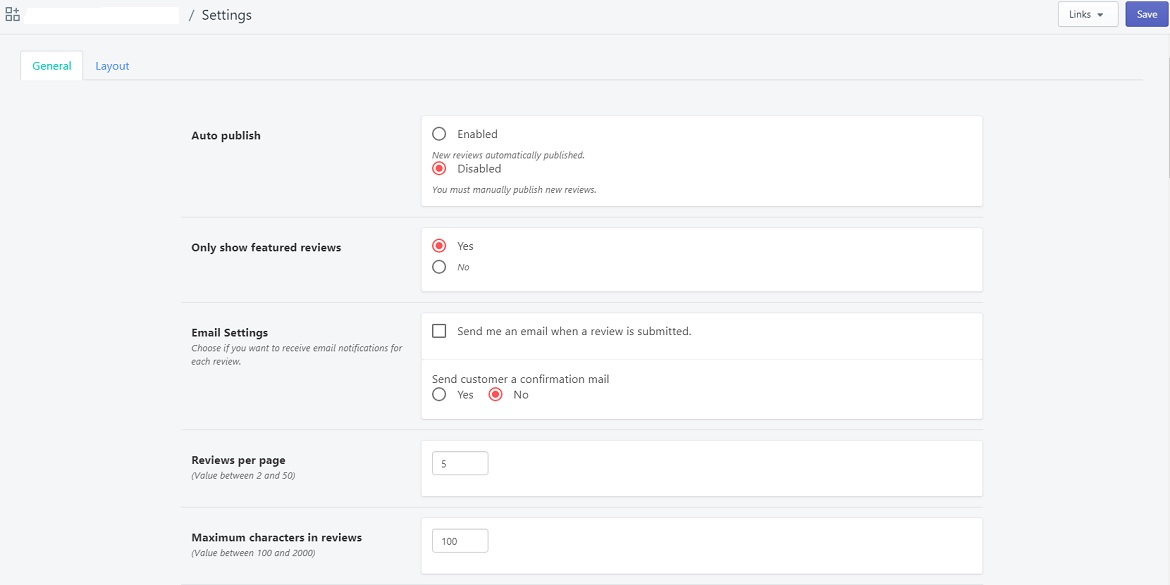 / Settings
Links
Save
General
Layout
Auto publish
Enabled
New reviews automatically published.
Disabled
You must manually publish new reviews.
Only show featured reviews
Yes
No
Email Settings
Choose if you want to receive email notifications for
each review.
Send me an email when a review is submitted.
Send customer a confirmation mail
Yes No
Reviews per page
(Value between 2 and 50)
5
Maximum characters in reviews
(Value between 100 and 2000)
100